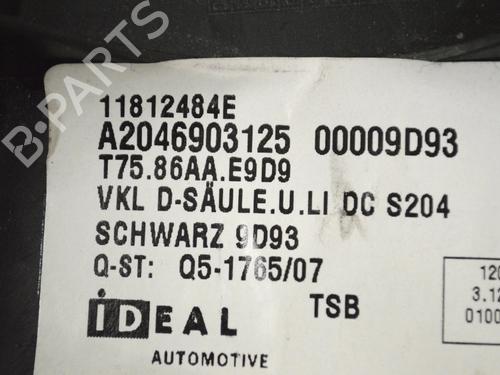 B-PARTS
11812484E
A2046903125 00009D93
T75.86AA.E9D9
VKL D-SÄULE.U.LI DC S204
SCHWARZ 9D93
Q-ST: Q5-1765/07
iDEAL TSB
AUTOMOTIVE
120
3.12
0100